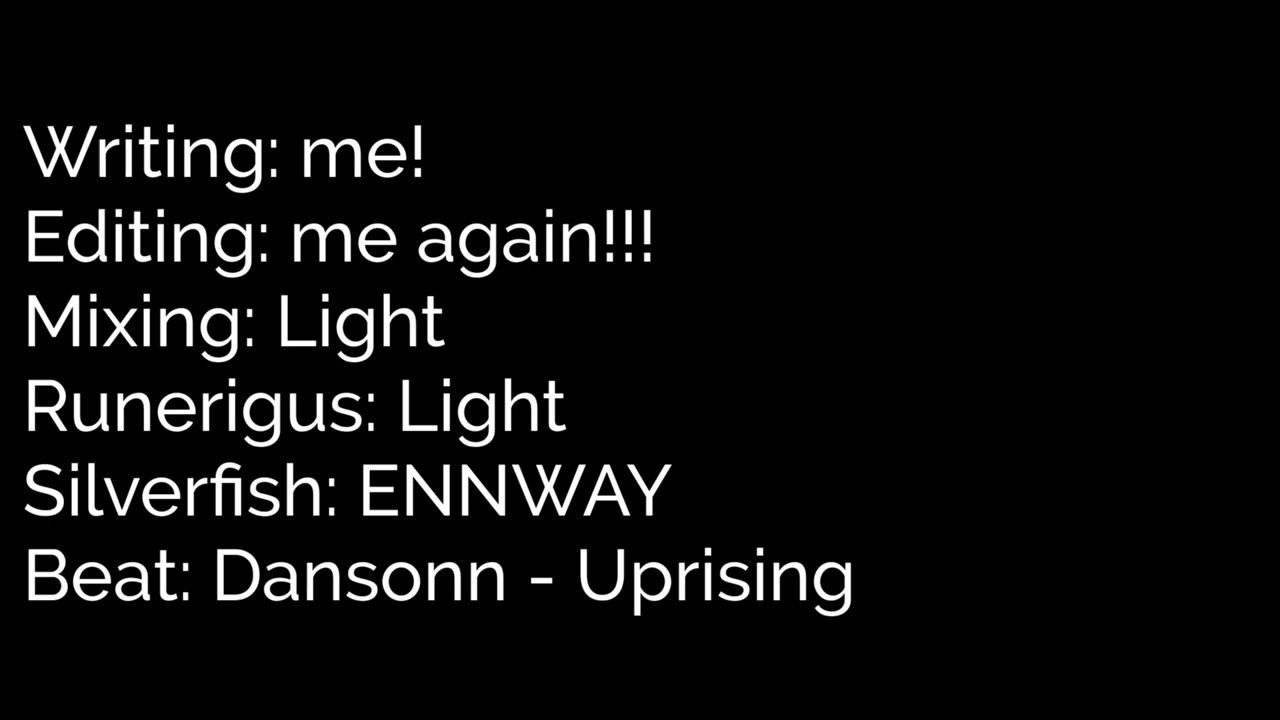 Writing: me!
Editing: me again!!!
Mixing: Light
Runerigus: Light
Silverfish: ENNWAY
Beat: Dansonn - Uprising